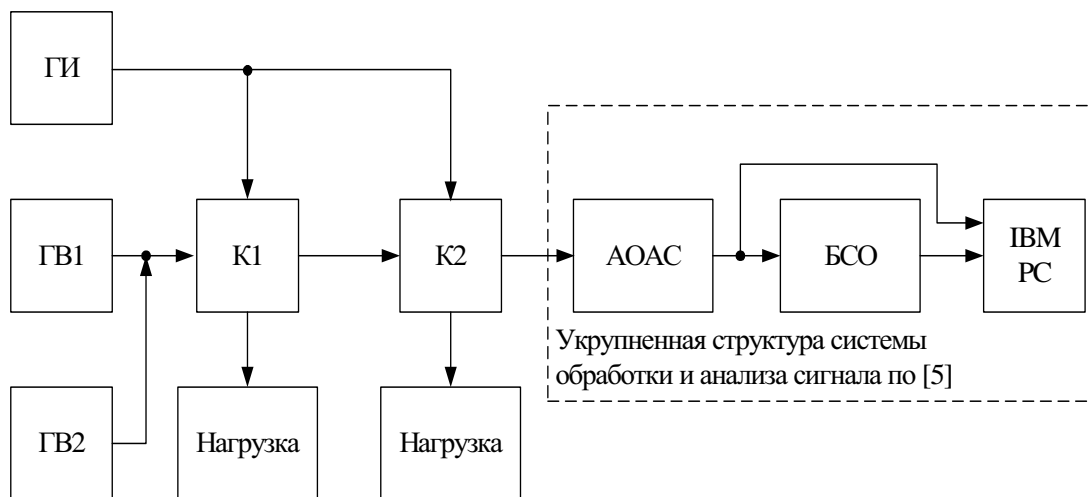 ГИ
ГВ1
К1
К2
АОАС
БСО
IBM
PC
Укрупненная структура системы
обработки и анализа сигнала по [5]
ГВ2
Нагрузка
Нагрузка